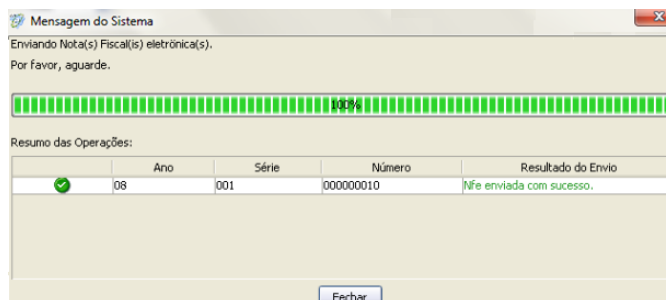 Mensagem do Sistema
Enviando Nota(s) Fiscal(is) eletrônica(s).
Por favor, aguarde.
100%
Resumo das Operações:
Ano Série Número Resultado do Envio
08 001 000000010 Nfe enviada com sucesso.
Fechar